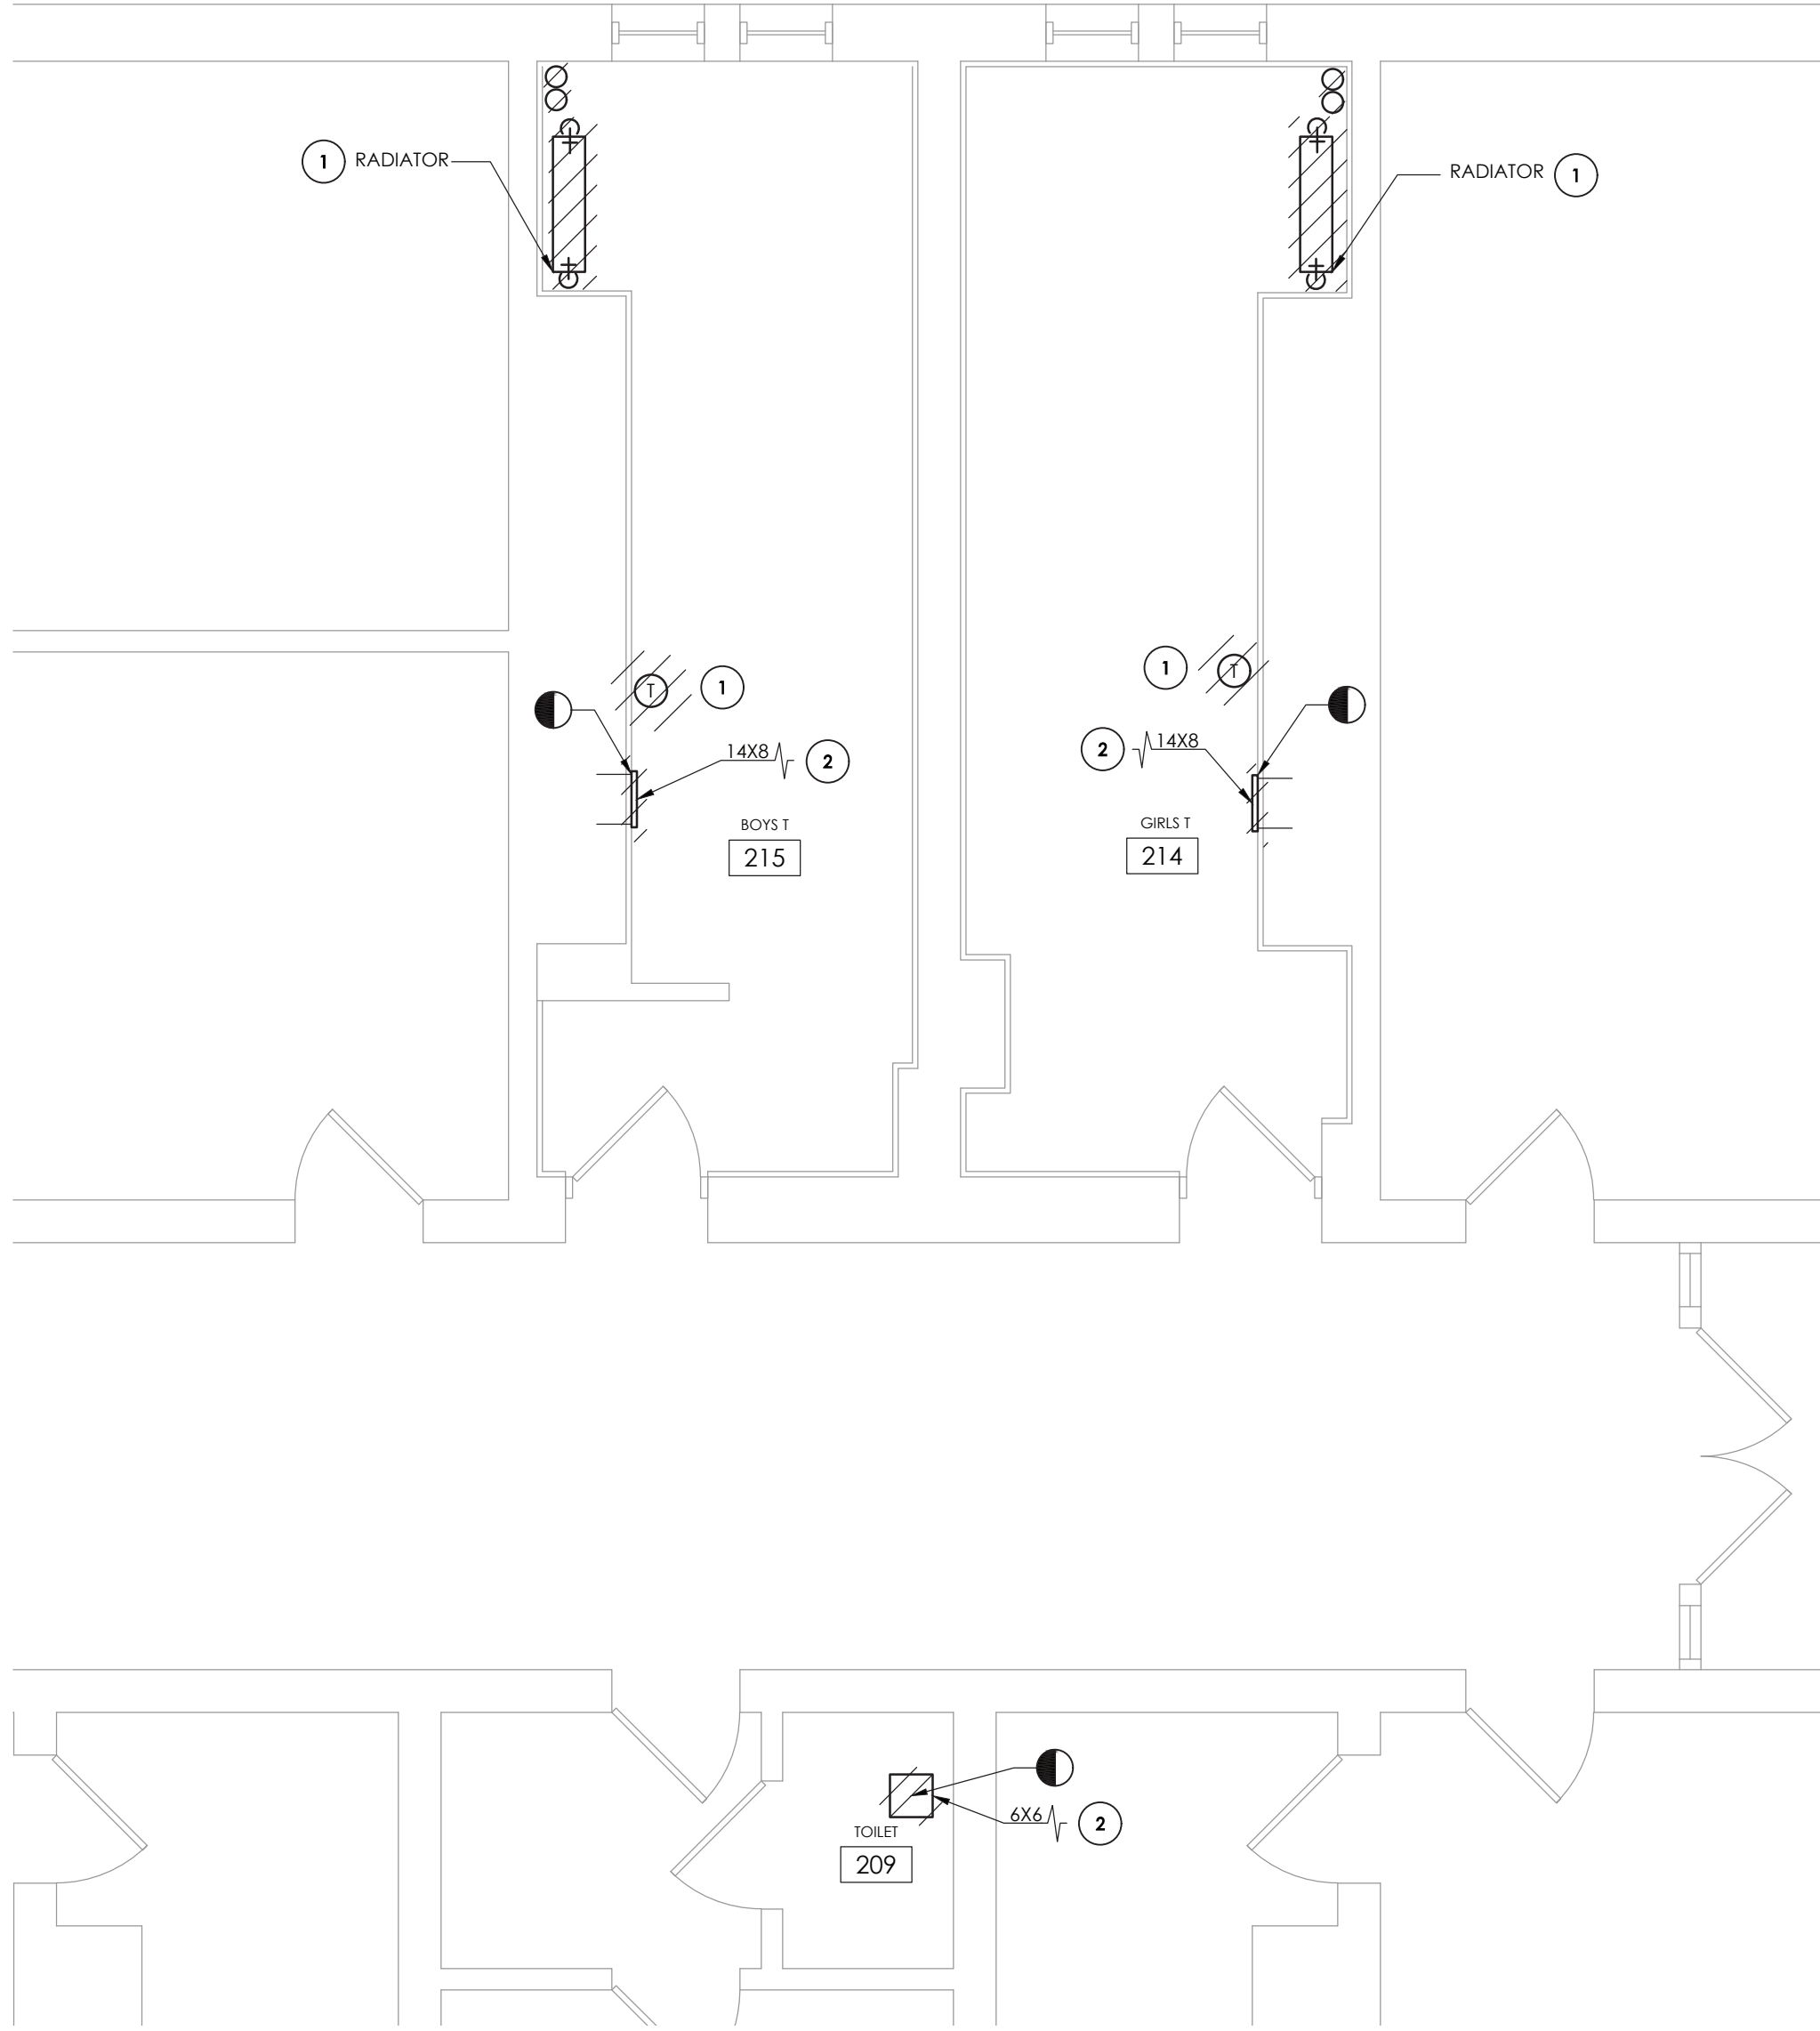 1 RADIATOR
RADIATOR 1
1 T
T 1
2 14X8
14X8 2
BOYS T
215
GIRLS T
214
6X6 2
TOILET
209